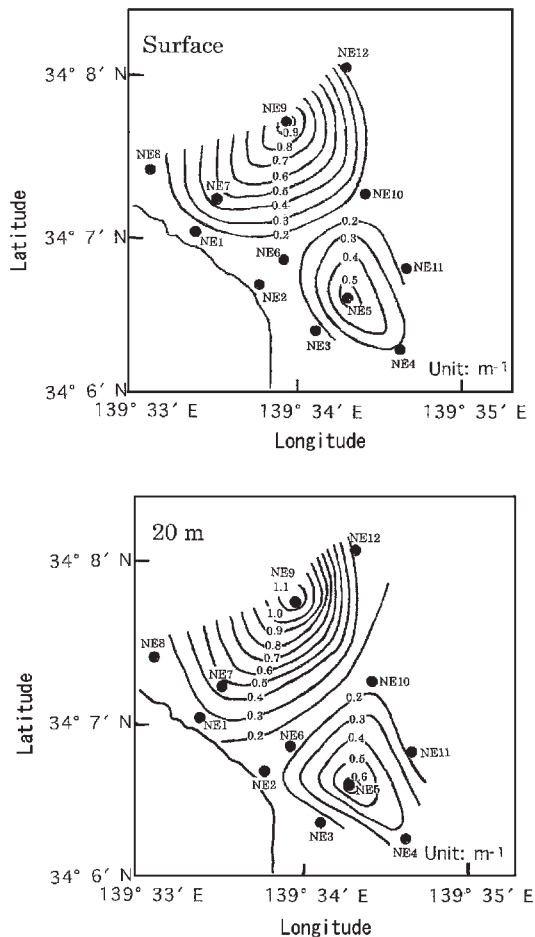 Surface
NE12
34° 8′ N
NE9
0.9
0.8
NE8
0.7
0.6
NE7
0.5
0.4
NE10
0.3
0.2
0.2
34° 7′ N
NE1
0.3
NE6
0.4
NE11
0.5
NE2
NE5
NE3
NE4
Unit: m-1
34° 6′ N
139° 33′ E
139° 34′ E
139° 35′ E
Latitude
Longitude
20 m
NE12
34° 8′ N
NE9
1.1
1.0
0.9
NE8
0.8
0.7
NE7
0.6
0.5
NE10
0.4
0.2
0.3
NE1
0.3
34° 7′ N
0.2
NE6
0.4
NE11
0.5
NE2
0.6
NE5
NE3
NE4
Unit: m-1
34° 6′ N
139° 33′ E
139° 34′ E
139° 35′ E
Latitude
Longitude